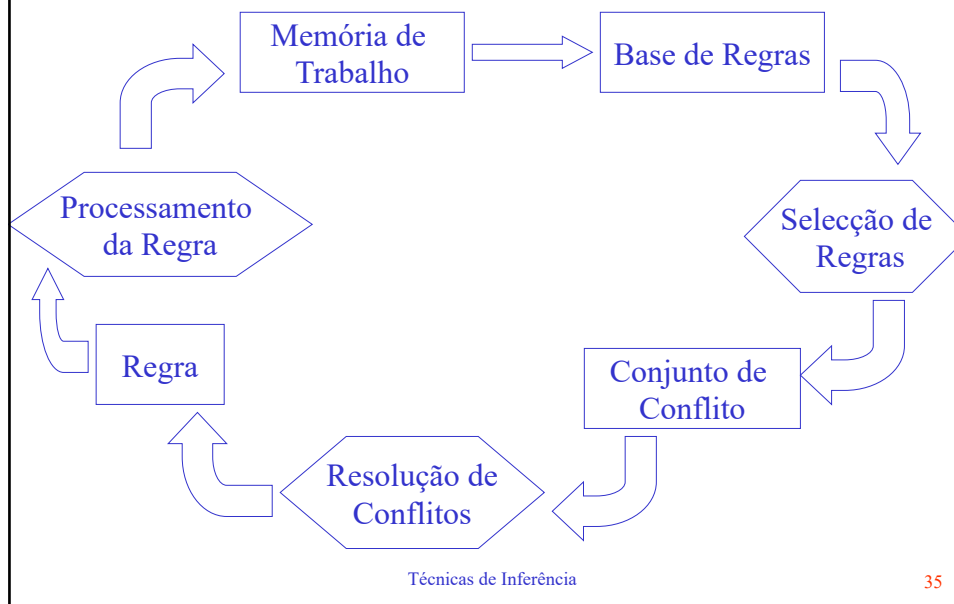 Memória de
Trabalho
Base de Regras
Processamento
da Regra
Selecção de
Regras
Regra
Conjunto de
Conflito
Resolução de
Conflitos
Técnicas de Inferência
35